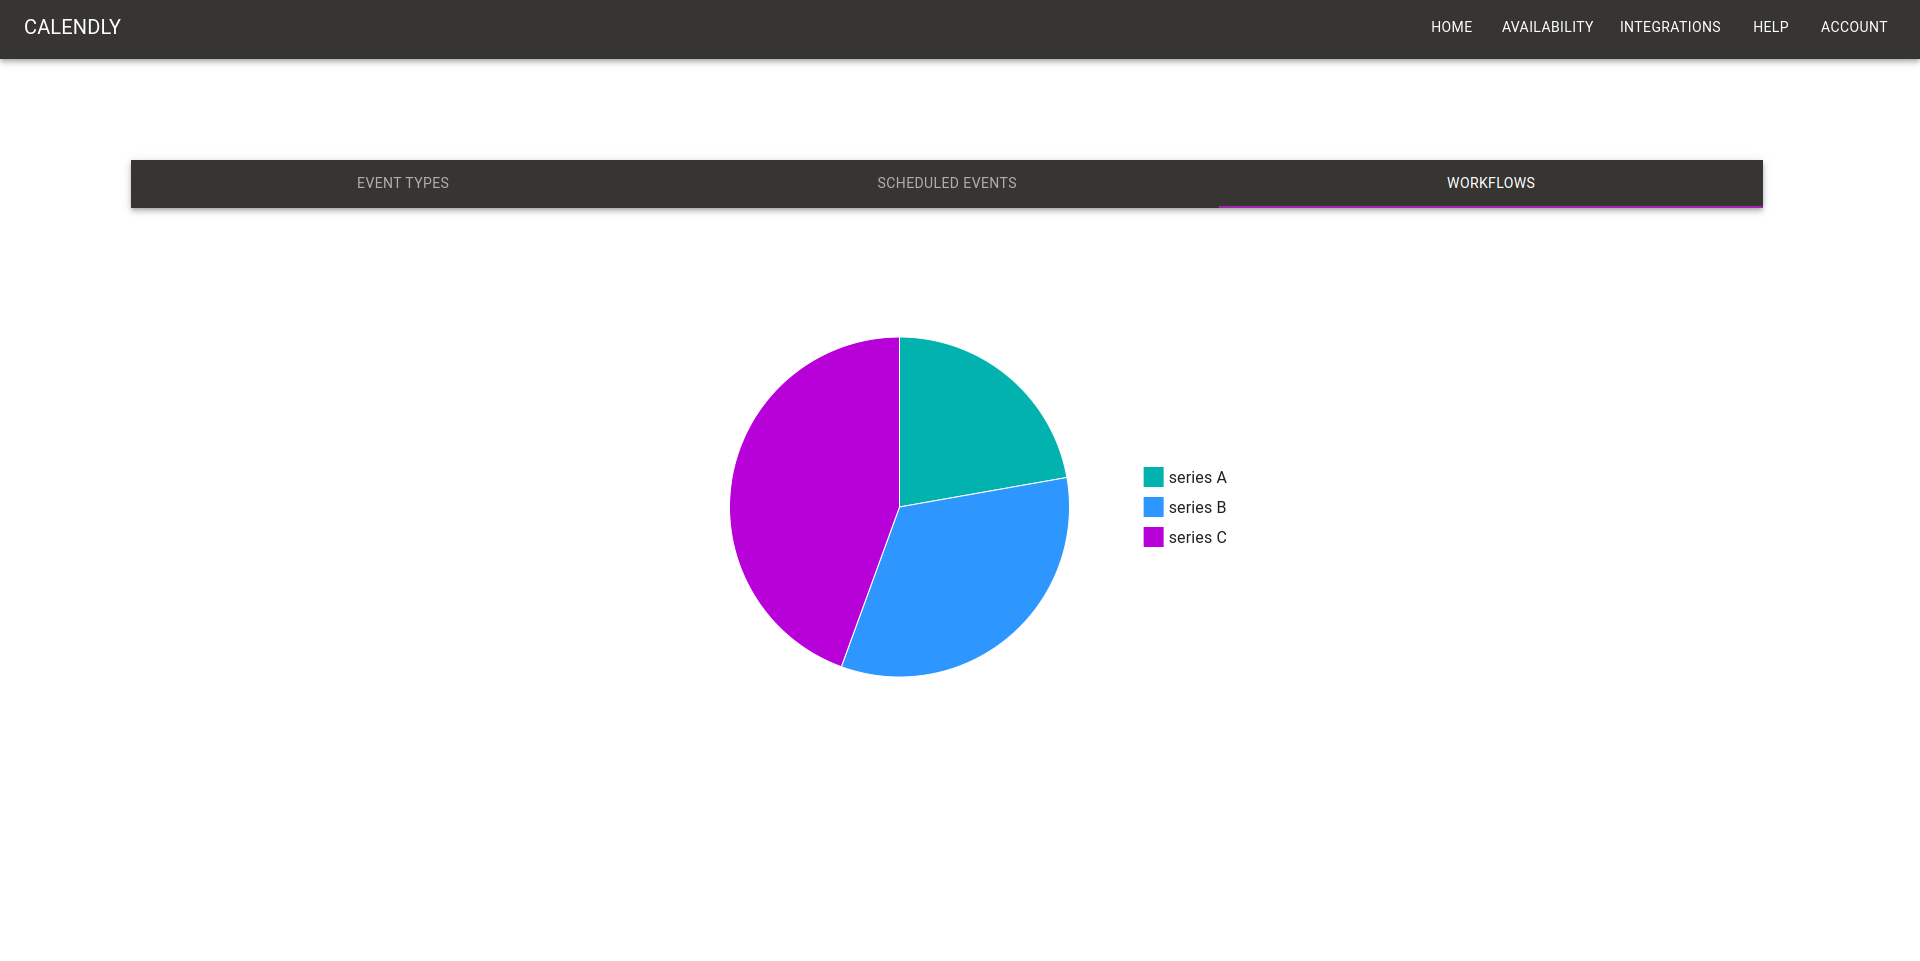 CALENDLY HOME AVAILABILITY INTEGRATIONS HELP ACCOUNT
EVENT TYPES SCHEDULED EVENTS WORKFLOWS
series A
series B
series C